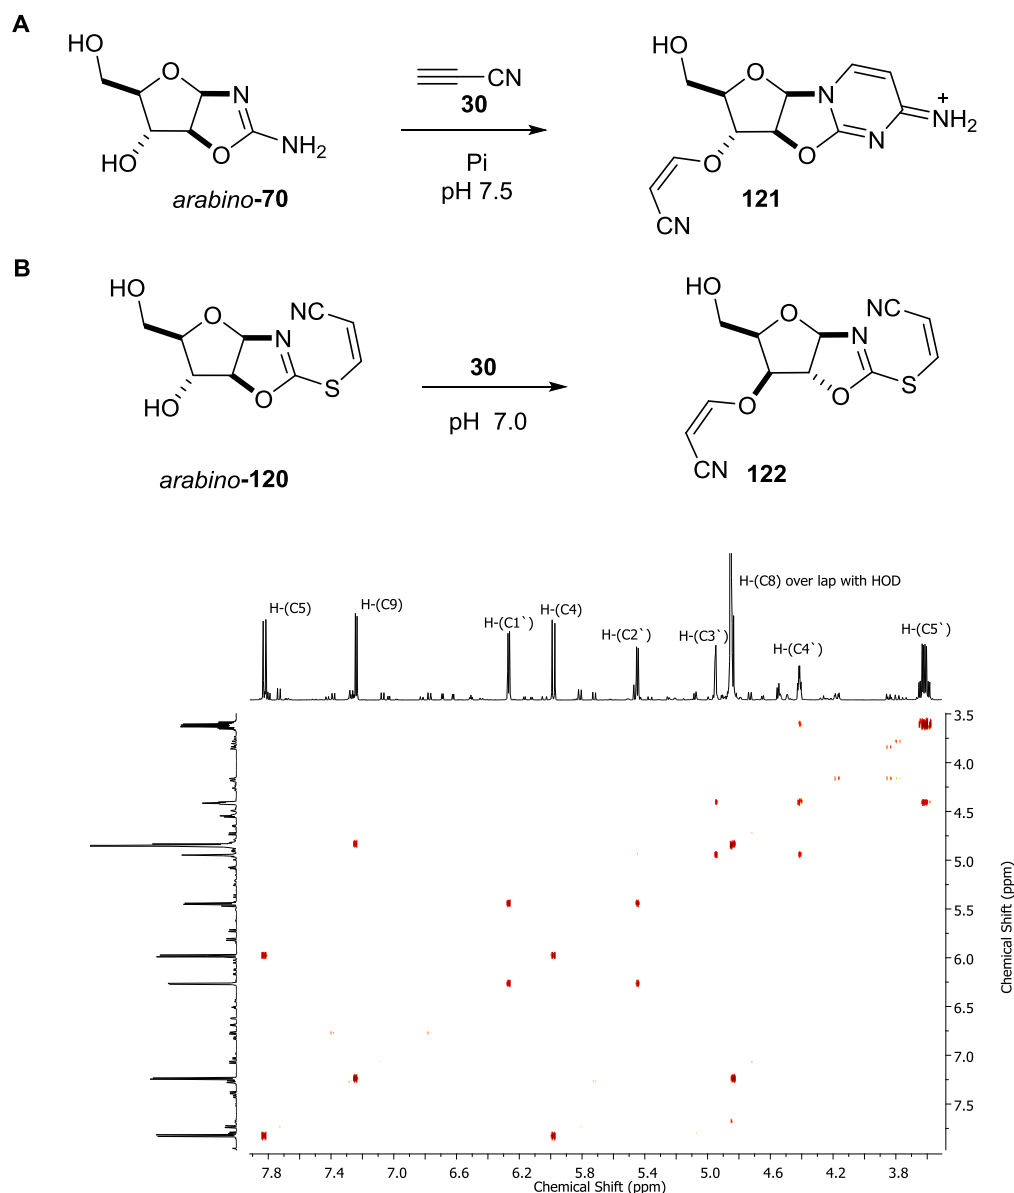 A
HO
O
N
O
NH2
HO
arabino-70
CN
30
Pi
pH 7.5
HO
O
N
+
NH2
N
O
O
CN
121
B
HO
O
NC
N
S
O
HO
arabino-120
30
pH 7.0
HO
O
NC
N
S
O
O
CN
122
H-(C8) over lap with HOD
H-(C5)
H-(C9)
H-(C1`)
H-(C4)
H-(C2`)
H-(C3`)
H-(C4`)
H-(C5`)
3.5
4.0
4.5
5.0
5.5
6.0
6.5
7.0
7.5
Chemical Shift (ppm)
7.8 7.4 7.0 6.6 6.2 5.8 5.4 5.0 4.6 4.2 3.8
Chemical Shift (ppm)